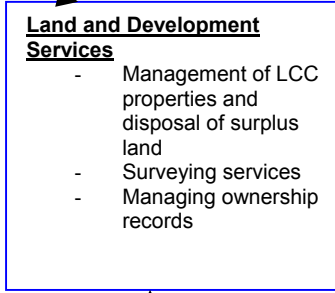 Land and Development
Services
- Management of LCC
properties and
disposal of surplus
land
- Surveying services
- Managing ownership
records